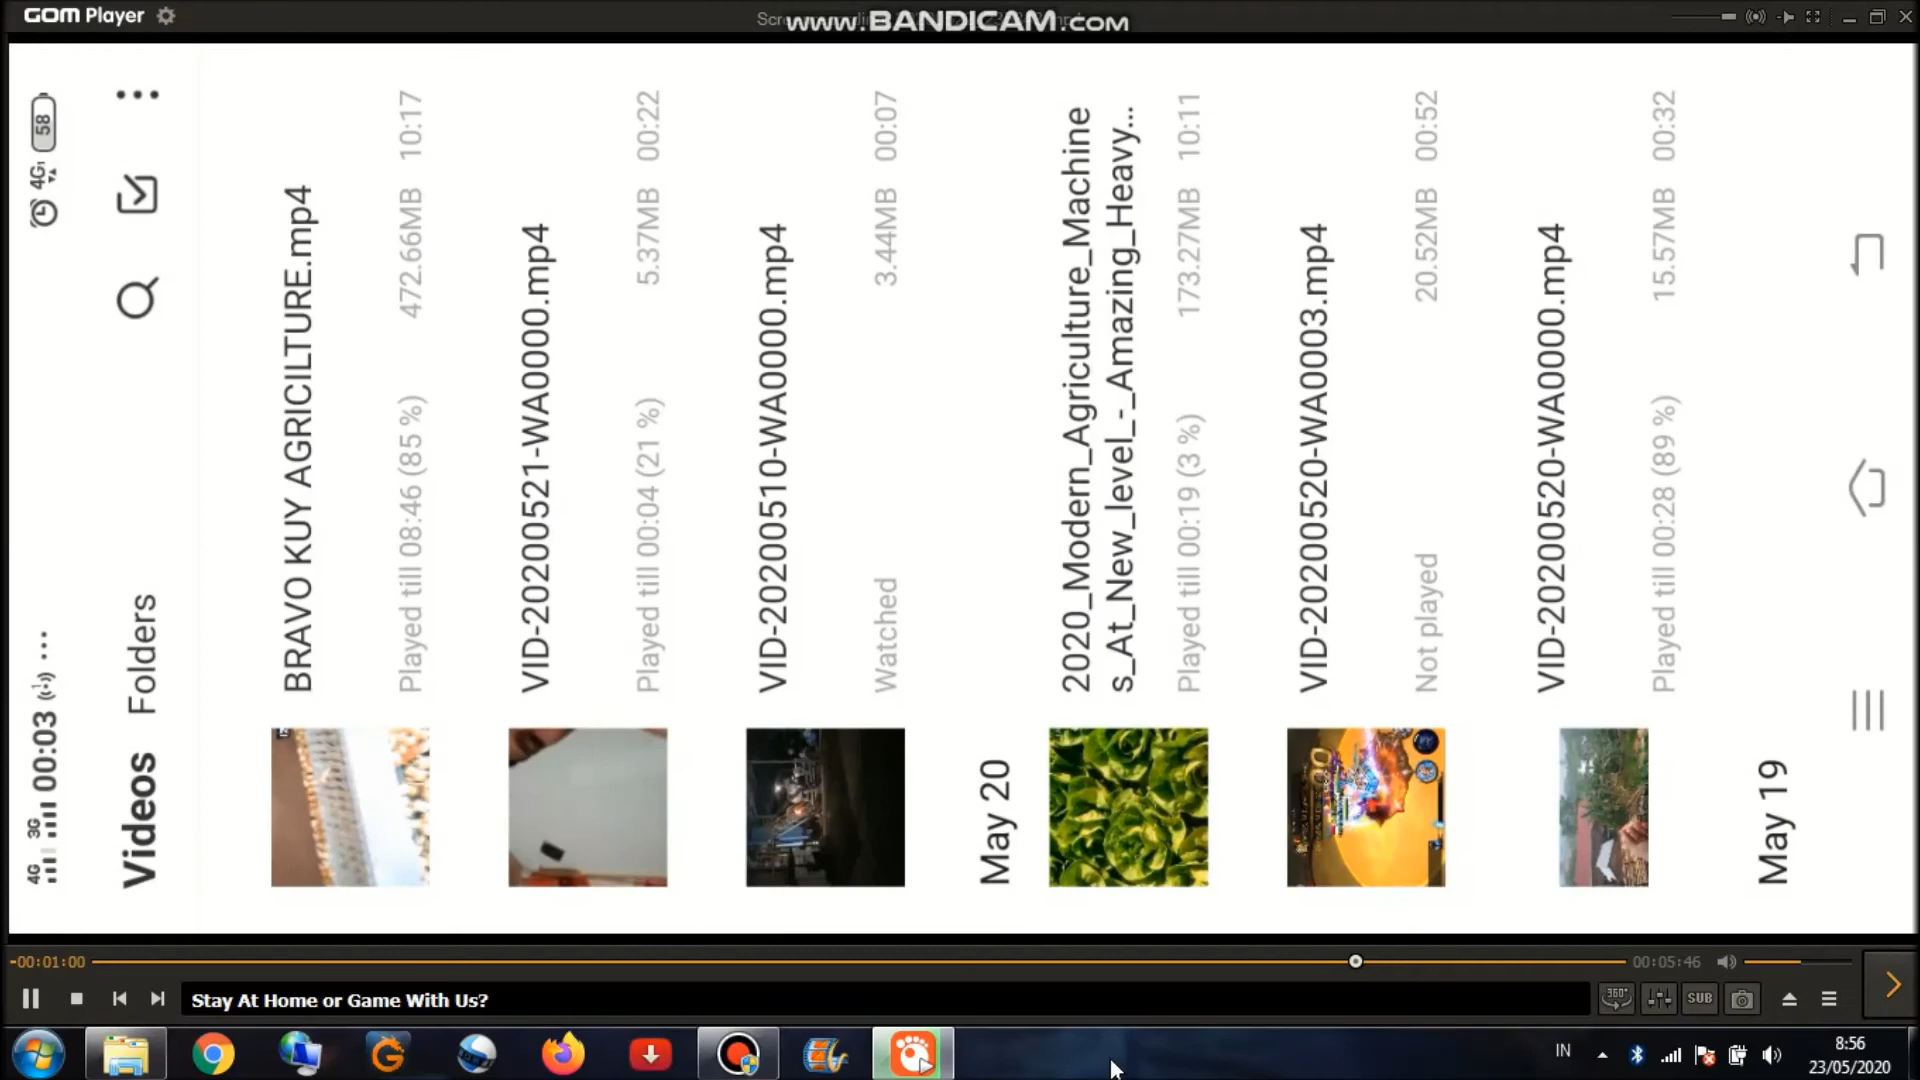 GOM Player
www.BANDICAM.com
4G 3G 00:03 ... 4G 58
Videos Folders
BRAVO KUY AGRICILTURE.mp4
Played till 08:46 (85 %) 472.66MB 10:17
VID-20200521-WA0000.mp4
Played till 00:04 (21 %) 5.37MB 00:22
VID-20200510-WA0000.mp4
Watched 3.44MB 00:07
May 20
2020_Modern_Agriculture_Machine
s_At_New_level_-_Amazing_Heavy...
Played till 00:19 (3 %) 173.27MB 10:11
VID-20200520-WA0003.mp4
Not played 20.52MB 00:52
VID-20200520-WA0000.mp4
Played till 00:28 (89 %) 15.57MB 00:32
May 19
-00:01:00 00:05:46
Stay At Home or Game With Us?
360° SUB
IN 8:56
23/05/2020